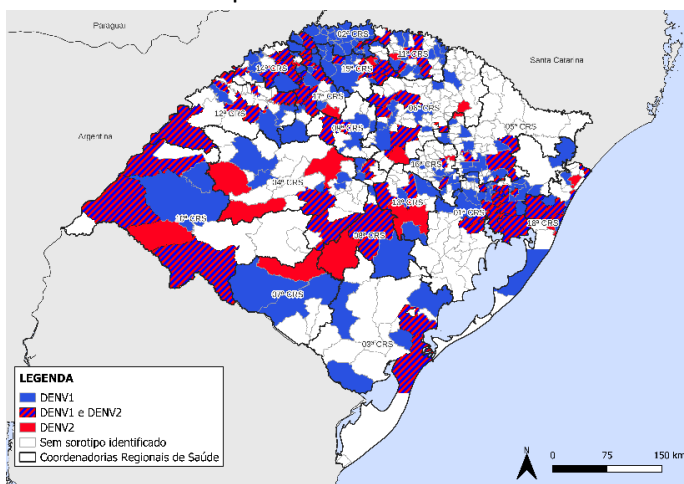 Paraguai
Santa Catarina
Argentina
02ª CRS
11ª CRS
15ª CRS
14ª CRS
17ª CRS
06ª CRS
12ª CRS
09ª CRS
05ª CRS
16ª CRS
04ª CRS
13ª CRS
01ª CRS
18ª CRS
10ª CRS
08ª CRS
07ª CRS
03ª CRS
LEGENDA
DENV1
DENV1 e DENV2
DENV2
Sem sorotipo identificado
Coordenadorias Regionais de Saúde
N
0 75 150 km